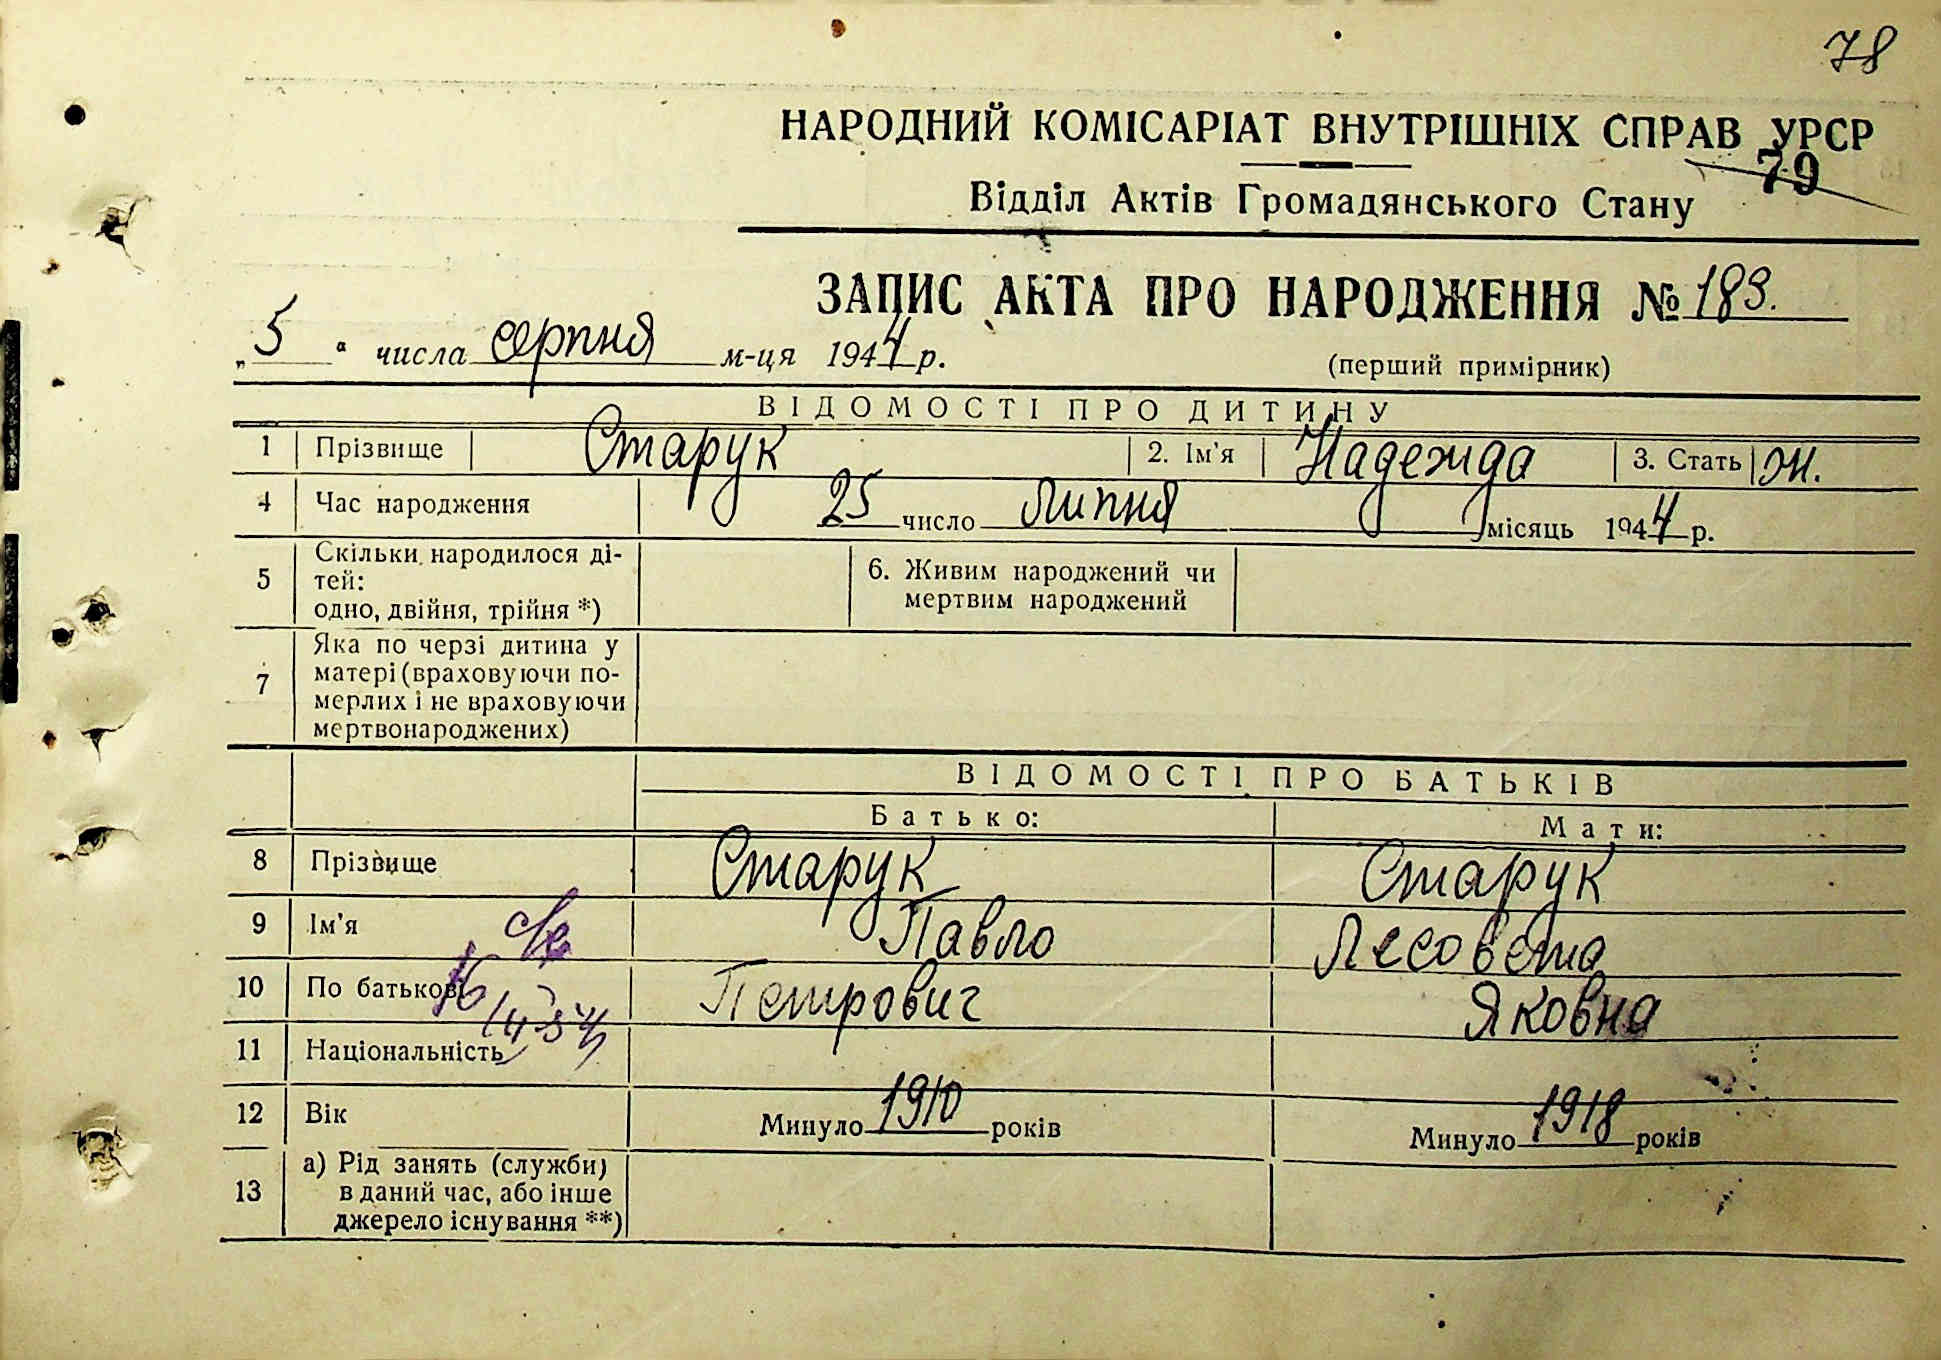 78
НАРОДНИЙ КОМІСАРІАТ ВНУТРІШНІХ СПРАВ УРСР
79
Відділ Актів Громадянського Стану
ЗАПИС АКТА ПРО НАРОДЖЕННЯ № 183.
„5“ числа серпня м-ця 1944 р.
(перший примірник)
ВІДОМОСТІ ПРО ДИТИНУ
1 Прізвище Старук 2. Ім'я Надежда 3. Стать ж.
4 Час народження 25 число липня місяць 1944 р.
5 Скільки народилося ді-
тей:
одно, двійня, трійня *)
6. Живим народжений чи
мертвим народжений
7 Яка по черзі дитина у
матері (враховуючи по-
мерлих і не враховуючи
мертвонароджених)
ВІДОМОСТІ ПРО БАТЬКІВ
Батько: Мати:
8 Прізвище Старук Старук
9 Ім'я Павло Лесовета
10 По батькові Петрович Яковна
11 Національність
12 Вік Минуло 1910 років Минуло 1918 років
13 а) Рід занять (служби)
в даний час, або інше
джерело існування **)